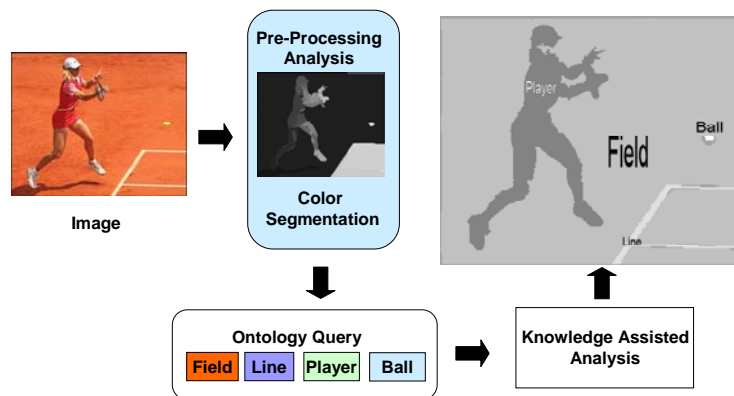 Pre-Processing
Analysis
Color
Segmentation
Image
Player
Ball
Field
Line
Ontology Query
Field
Line
Player
Ball
Knowledge Assisted
Analysis